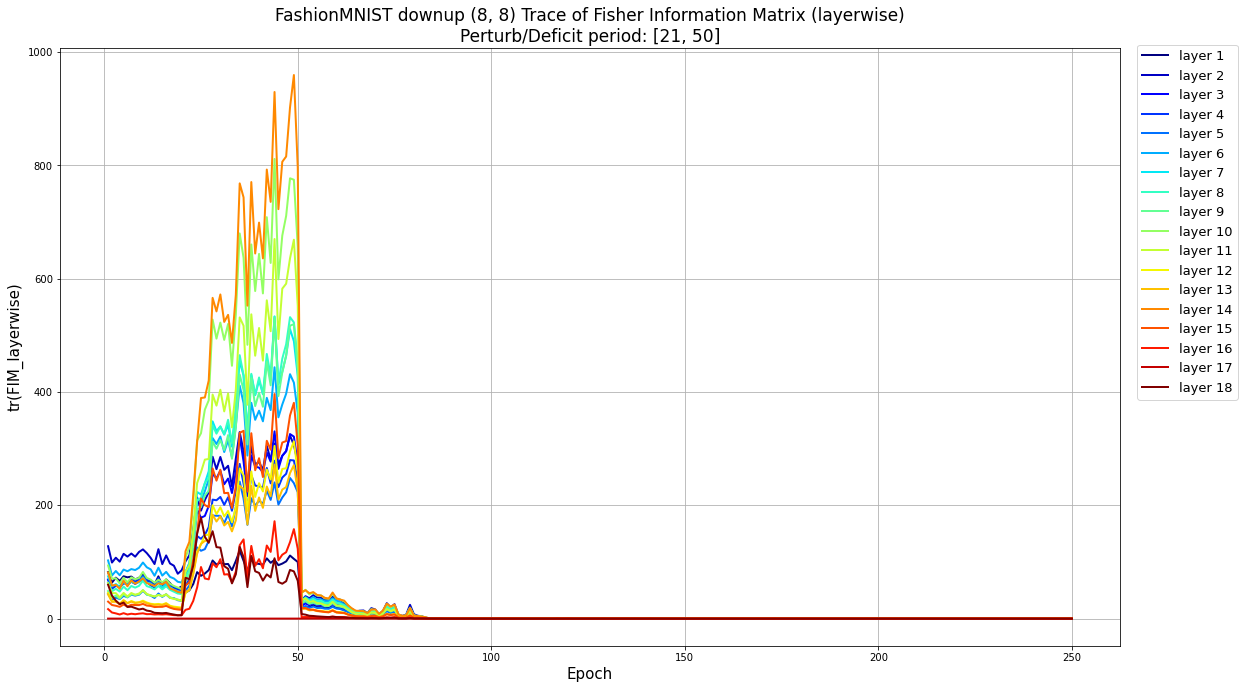 FashionMNIST downup (8, 8) Trace of Fisher Information Matrix (layerwise)
Perturb/Deficit period: [21, 50]
tr(FIM_layerwise)
1000
800
600
400
200
0
0 50 100 150 200 250
Epoch
layer 1
layer 2
layer 3
layer 4
layer 5
layer 6
layer 7
layer 8
layer 9
layer 10
layer 11
layer 12
layer 13
layer 14
layer 15
layer 16
layer 17
layer 18